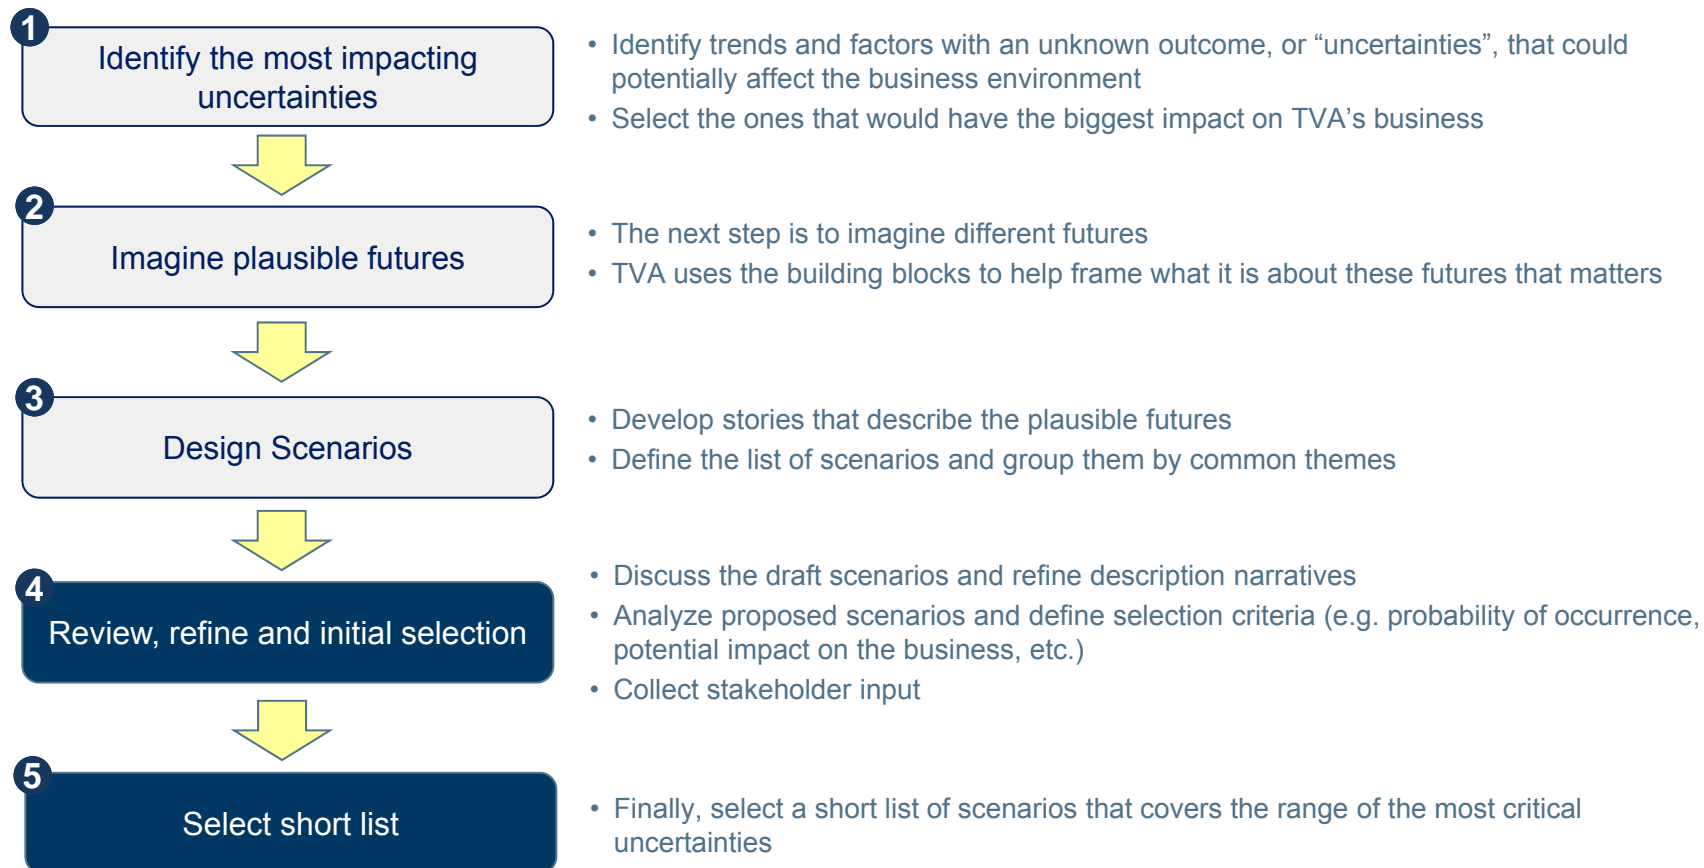 1
Identify the most impacting
uncertainties
• Identify trends and factors with an unknown outcome, or “uncertainties”, that could
potentially affect the business environment
• Select the ones that would have the biggest impact on TVA’s business
2
Imagine plausible futures
• The next step is to imagine different futures
• TVA uses the building blocks to help frame what it is about these futures that matters
3
Design Scenarios
• Develop stories that describe the plausible futures
• Define the list of scenarios and group them by common themes
4
Review, refine and initial selection
• Discuss the draft scenarios and refine description narratives
• Analyze proposed scenarios and define selection criteria (e.g. probability of occurrence,
potential impact on the business, etc.)
• Collect stakeholder input
5
Select short list
• Finally, select a short list of scenarios that covers the range of the most critical
uncertainties